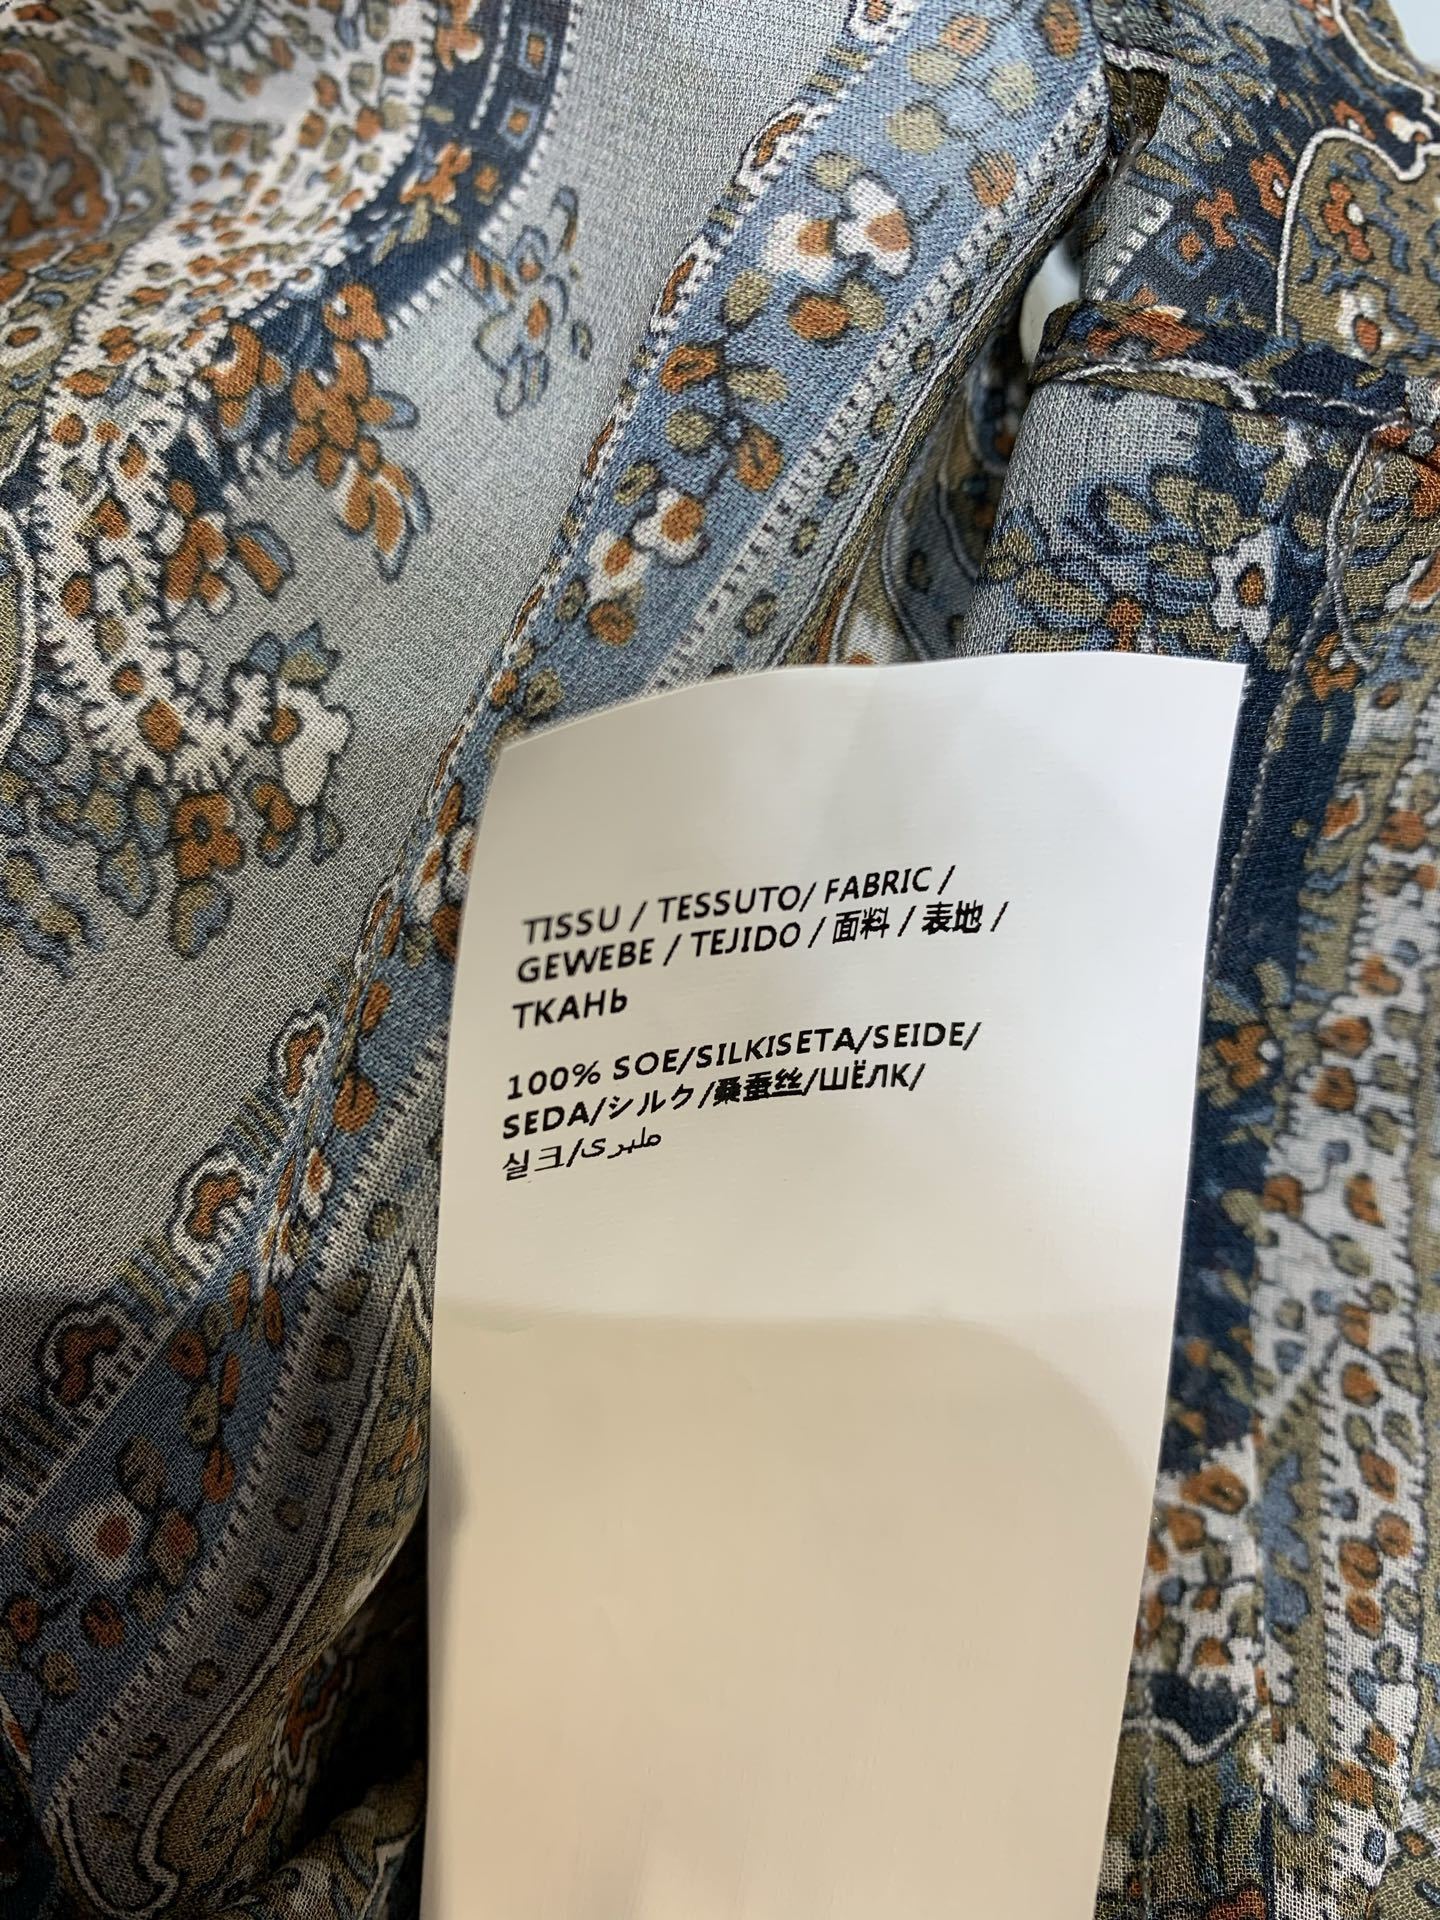 TISSU / TESSUTO/ FABRIC /
GEWEBE / TEJIDO / 面料 / 表地 /
ТКАНЬ
100% SOE/SILKISETA/SEIDE/
SEDA/シルク/桑蚕丝/ШЁЛК/
실크/ملبرى